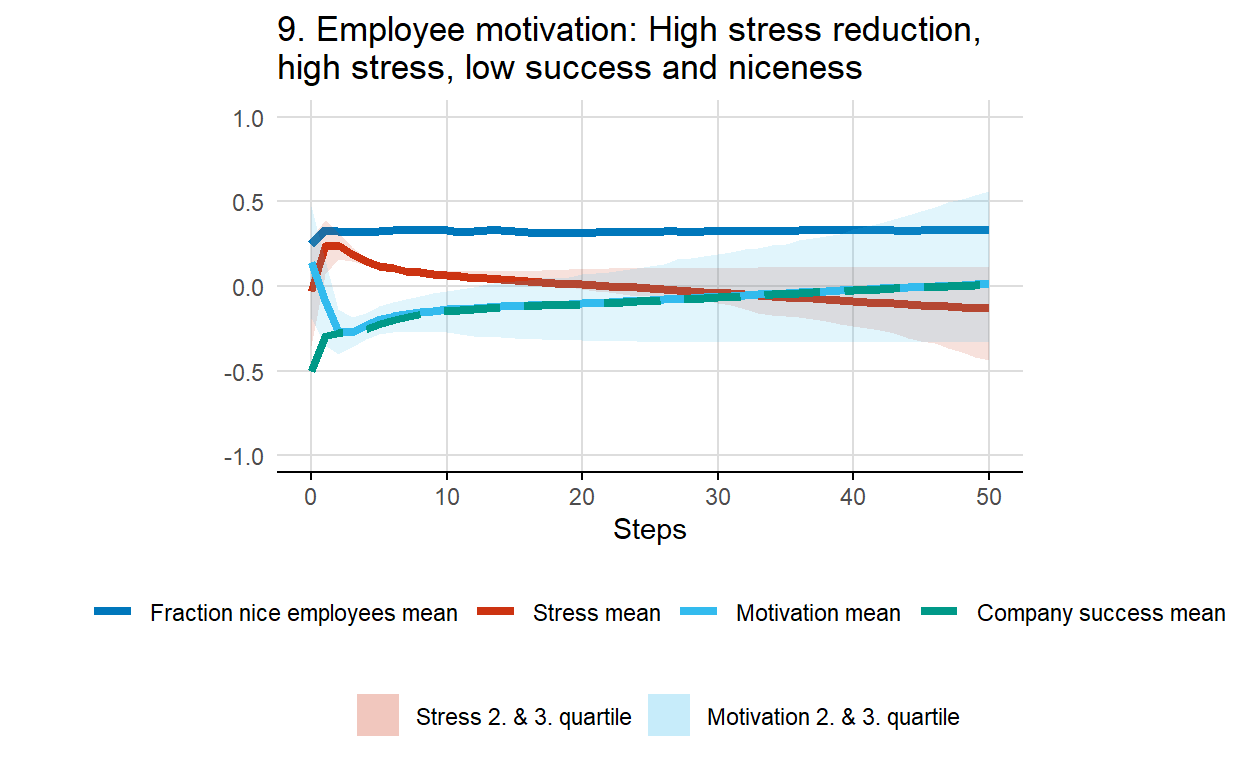 9. Employee motivation: High stress reduction,
high stress, low success and niceness
1.0
0.5
0.0
-0.5
-1.0
0 10 20 30 40 50
Steps
Fraction nice employees mean Stress mean Motivation mean Company success mean
Stress 2. & 3. quartile Motivation 2. & 3. quartile